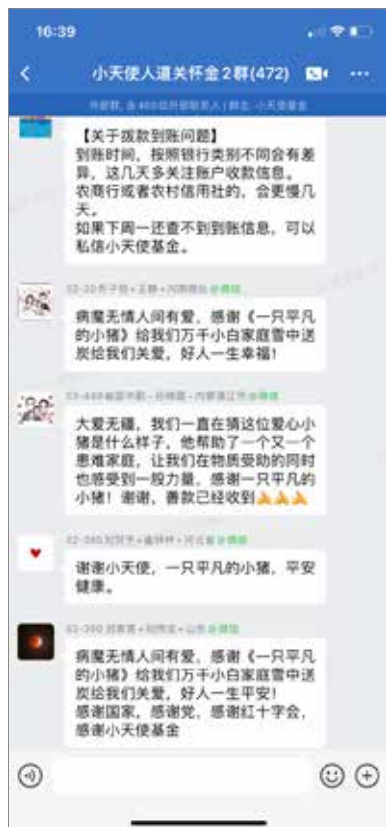 16:39
小天使人道关怀金2群(472)
【关于拨款到账问题】
到账时间，按照银行类别不同会有差
异，这几天多关注账户收款信息。
农商行或者农村信用社的，会更慢几
天。
如果下周一还查不到到账信息，可以
私信小天使基金。
病魔无情人间有爱，感谢《一只平凡
的小猪》给我们万千小白家庭雪中送
炭给我们关爱，好人一生幸福！
大爱无疆，我们一直在猜这位爱心小
猪是什么样子，他帮助了一个又一个
患难家庭，让我们在物质受助的同时
也感受到一股力量，感谢一只平凡的
小猪！谢谢，善款已经收到🙏🙏🙏
谢谢小天使，一只平凡的小猪，平安
健康。
病魔无情人间有爱，感谢《一只平凡
的小猪》给我们万千小白家庭雪中送
炭给我们关爱，好人一生平安！
感谢国家，感谢党，感谢红十字会，
感谢小天使基金